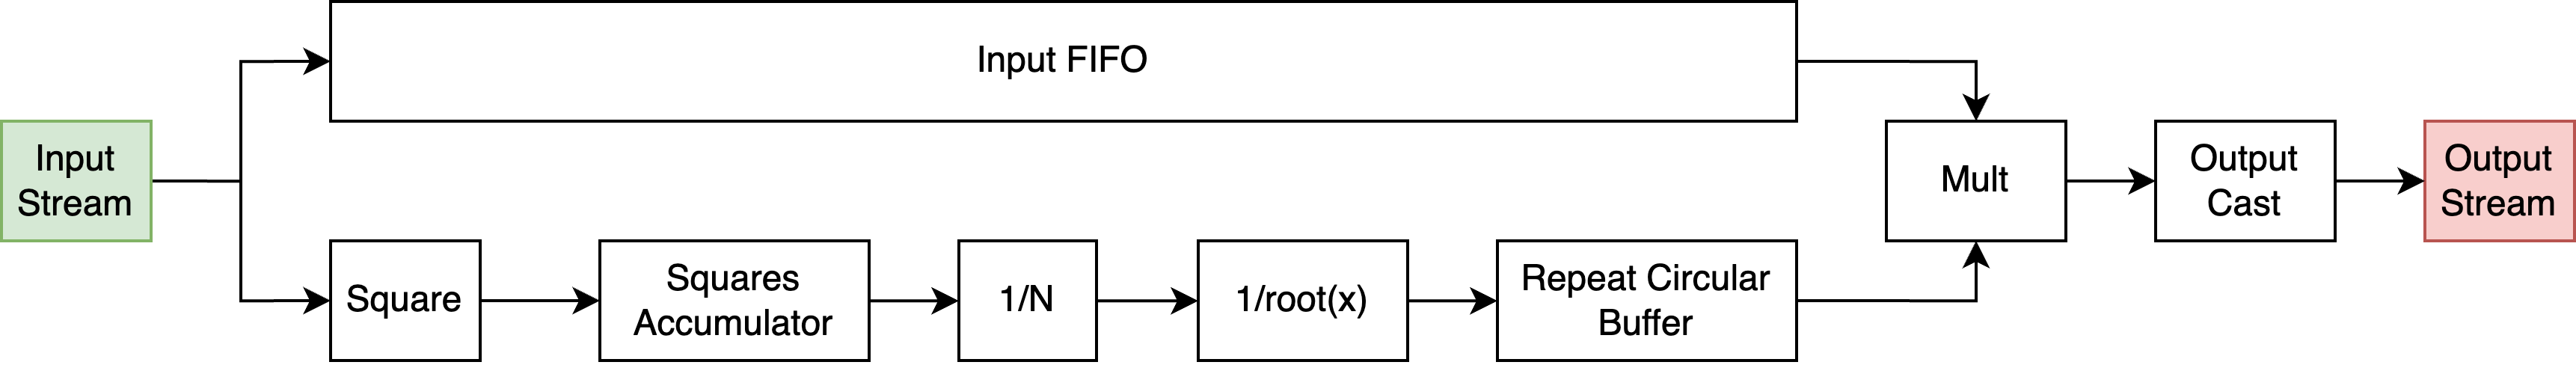 Input FIFO
Input
Stream
Square
Squares
Accumulator
1/N
1/root(x)
Repeat Circular
Buffer
Mult
Output
Cast
Output
Stream